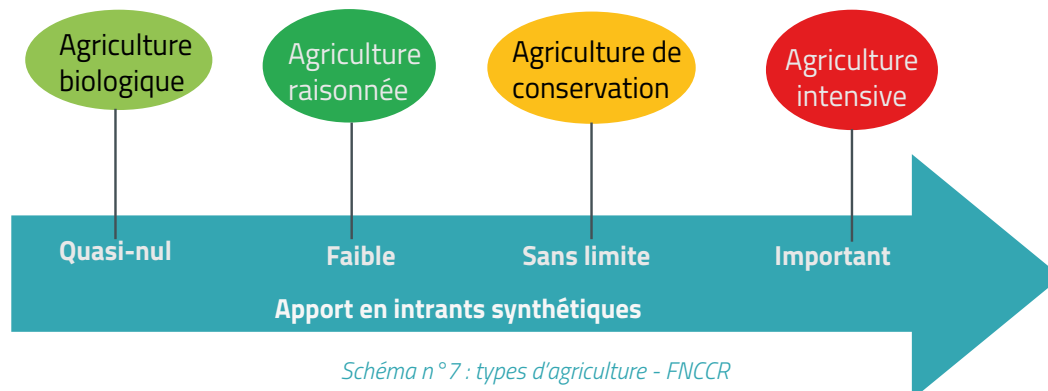 Agriculture
biologique
Agriculture
raisonnée
Agriculture de
conservation
Agriculture
intensive
Quasi-nul
Faible
Sans limite
Important
Apport en intrants synthétiques
Schéma n°7 : types d'agriculture - FNCCR